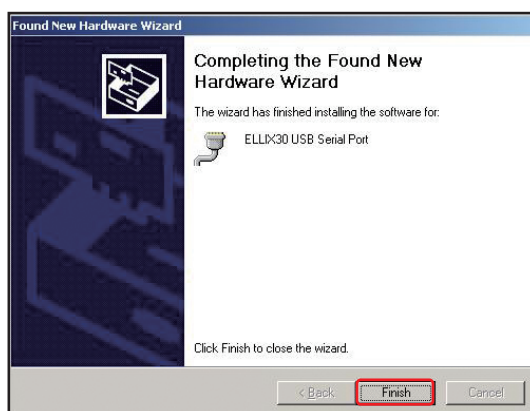 Found New Hardware Wizard
Completing the Found New
Hardware Wizard
The wizard has finished installing the software for:
ELLIX30 USB Serial Port
Click Finish to close the wizard.
< Back
Finish
Cancel